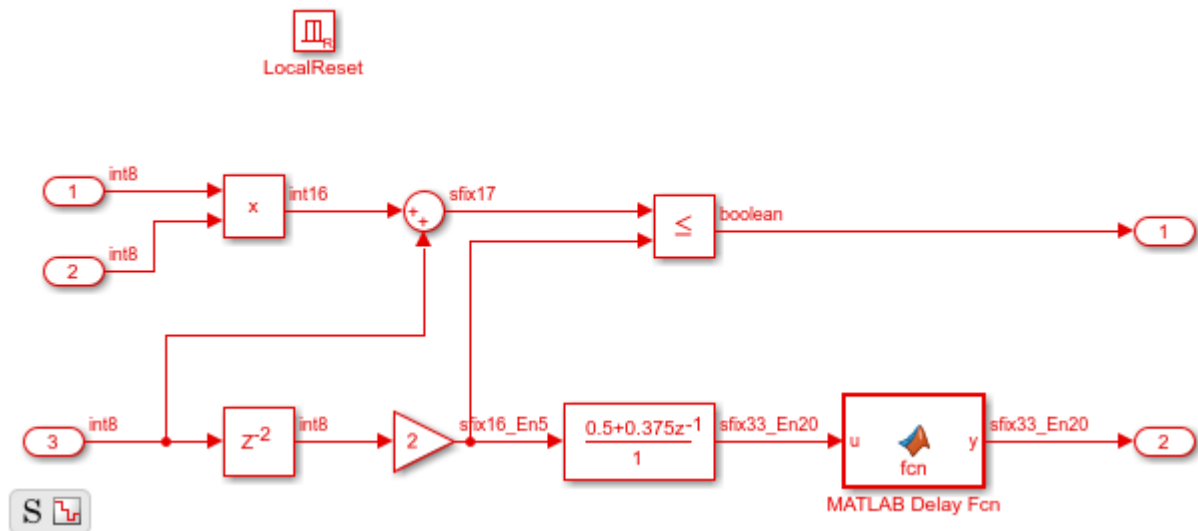 R
LocalReset
1
int8
x
int16
+
+
sfix17
≤
boolean
1
2
int8
3
int8
Z-2
int8
2
sfix16_En5
0.5+0.375z-1
1
sfix33_En20
u
fcn
y
sfix33_En20
2
MATLAB Delay Fcn
S